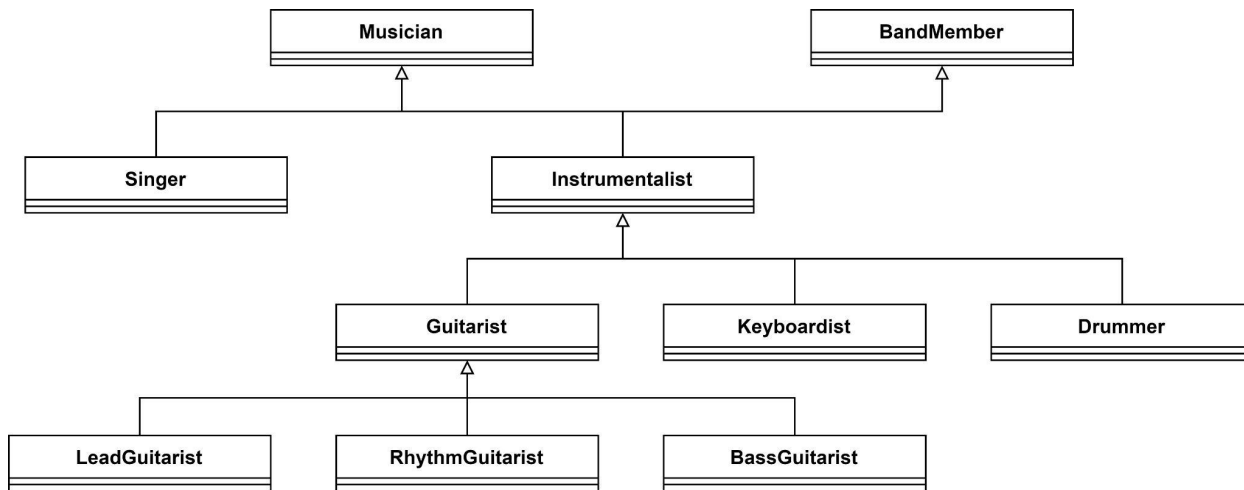 Musician
BandMember
Singer
Instrumentalist
Guitarist
Keyboardist
Drummer
LeadGuitarist
RhythmGuitarist
BassGuitarist